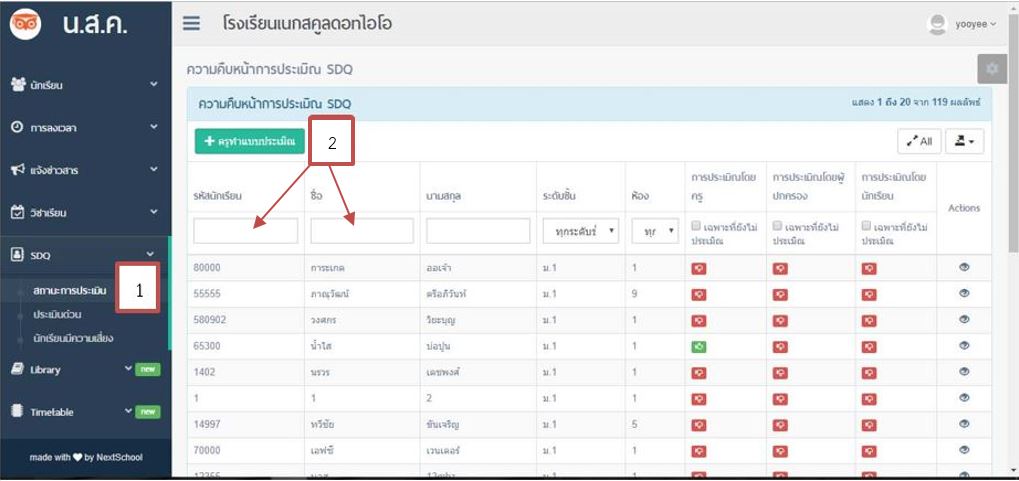 น.ส.ค.
โรงเรียนเนกสคูลดอทไอโอ
yooyee
นักเรียน
การลงเวลา
แจ้งข่าวสาร
วิชาเรียน
SDQ
สถานะการประเมิน
1
ประเมินด่วน
นักเรียนมีความเสี่ยง
Library new
Timetable new
made with by NextSchool
ความคืบหน้าการประเมิน SDQ
ความคืบหน้าการประเมิน SDQ แสดง 1 ถึง 20 จาก 119 ผลลัพธ์
+ ครูทำแบบประเมิน 2 All
รหัสนักเรียน ชื่อ นามสกุล ระดับชั้น ห้อง การประเมินโดยครู การประเมินโดยผู้ปกครอง การประเมินโดยนักเรียน Actions
ทุกระดับชั้ ทุก เฉพาะที่ยังไม่ประเมิน เฉพาะที่ยังไม่ประเมิน เฉพาะที่ยังไม่ประเมิน
80000 การะเกด ออเจ้า ม.1 1
55555 ภาณุวัฒน์ ตรีอภิวันท์ ม.1 9
580902 วงศกร วิยะบุญ ม.1 1
65300 น้ำใส บ่อปูน ม.1 1
1402 นรวร เดชพงศ์ ม.1 1
1 1 2 ม.1 1
14997 ทวีชัย ขันเจริญ ม.1 5
70000 เอฟซี เวนเดอร์ ม.1 1